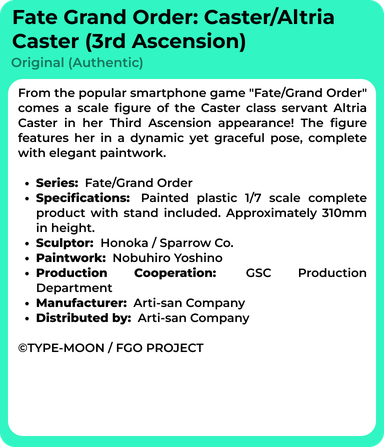 Fate Grand Order: Caster/Altria
Caster (3rd Ascension)
Original (Authentic)
From the popular smartphone game "Fate/Grand Order"
comes a scale figure of the Caster class servant Altria
Caster in her Third Ascension appearance! The figure
features her in a dynamic yet graceful pose, complete
with elegant paintwork.
• Series: Fate/Grand Order
• Specifications: Painted plastic 1/7 scale complete
product with stand included. Approximately 310mm
in height.
• Sculptor: Honoka / Sparrow Co.
• Paintwork: Nobuhiro Yoshino
• Production Cooperation: GSC Production
Department
• Manufacturer: Arti-san Company
• Distributed by: Arti-san Company
©TYPE-MOON / FGO PROJECT